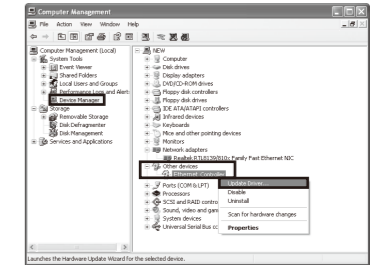 Computer Management
File Action View Window Help
Computer Management (Local)
System Tools
Event Viewer
Shared Folders
Local Users and Groups
Performance Logs and Alerts
Device Manager
Storage
Removable Storage
Disk Defragmenter
Disk Management
Services and Applications
NEW
Computer
Disk drives
Display adapters
DVD/CD-ROM drives
Floppy disk controllers
Floppy disk drives
IDE ATA/ATAPI controllers
Infrared devices
Keyboards
Mice and other pointing devices
Monitors
Network adapters
Realtek RTL8139/810x Family Fast Ethernet NIC
Other devices
Ethernet Controller
Ports (COM & LPT)
Processors
SCSI and RAID contro
Sound, video and gam
System devices
Universal Serial Bus co
Update Driver...
Disable
Uninstall
Scan for hardware changes
Properties
Launches the Hardware Update Wizard for the selected device.